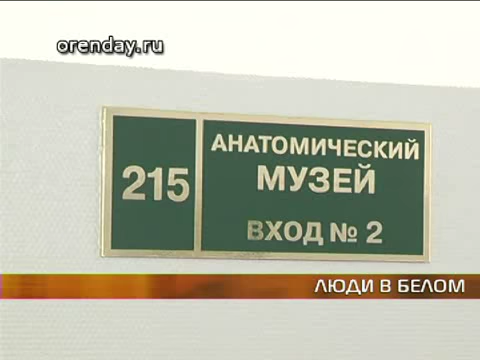 orenday.ru
215
АНАТОМИЧЕСКИЙ
МУЗЕЙ
ВХОД № 2
ЛЮДИ В БЕЛОМ